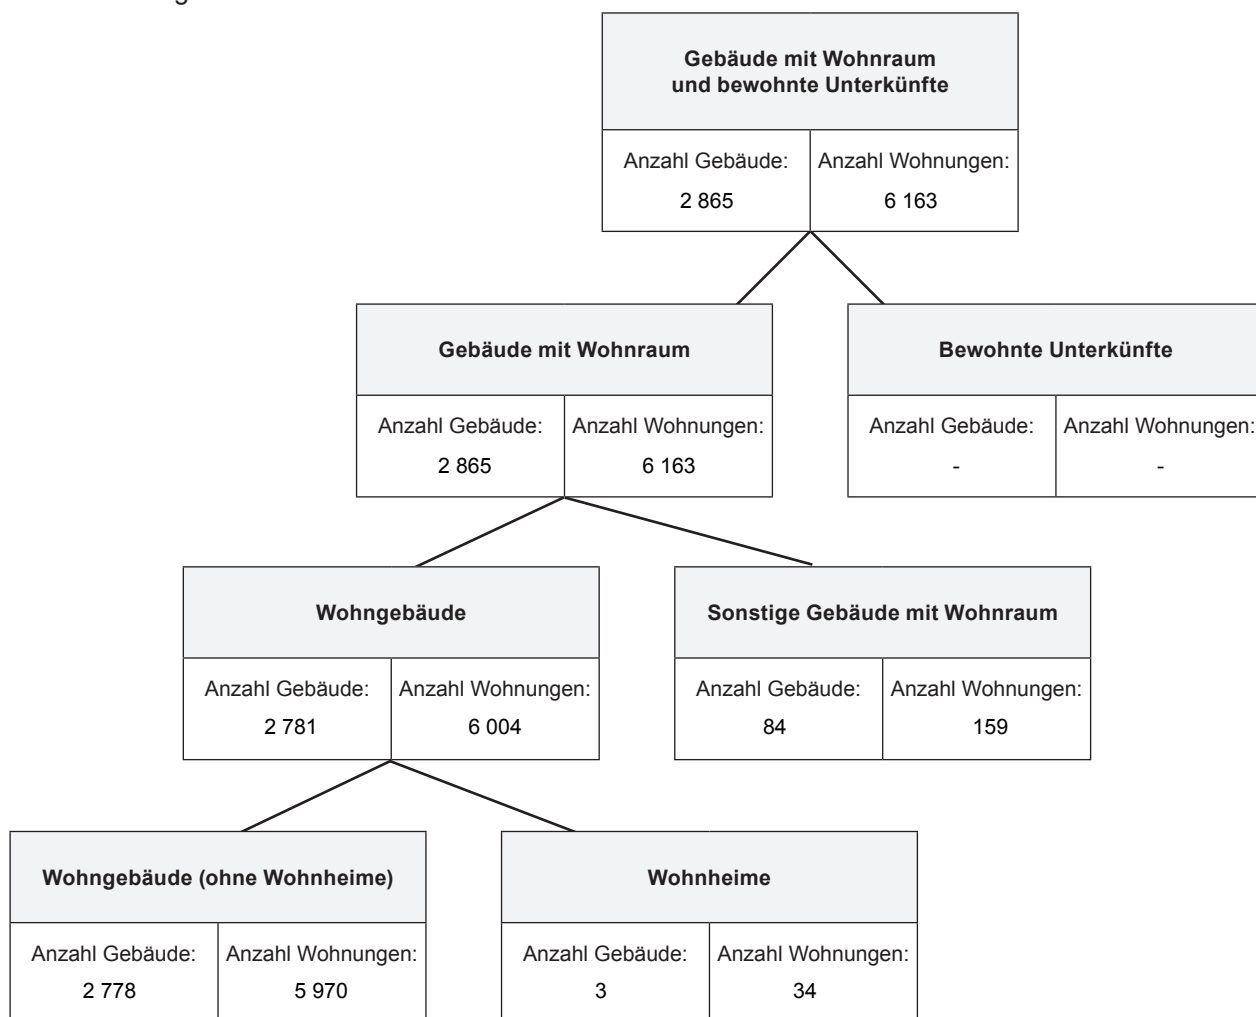 Gebäude mit Wohnraum
und bewohnte Unterkünfte
Anzahl Gebäude: Anzahl Wohnungen:
2 865 6 163
Gebäude mit Wohnraum
Anzahl Gebäude: Anzahl Wohnungen:
2 865 6 163
Bewohnte Unterkünfte
Anzahl Gebäude: Anzahl Wohnungen:
- -
Wohngebäude
Anzahl Gebäude: Anzahl Wohnungen:
2 781 6 004
Sonstige Gebäude mit Wohnraum
Anzahl Gebäude: Anzahl Wohnungen:
84 159
Wohngebäude (ohne Wohnheime)
Anzahl Gebäude: Anzahl Wohnungen:
2 778 5 970
Wohnheime
Anzahl Gebäude: Anzahl Wohnungen:
3 34